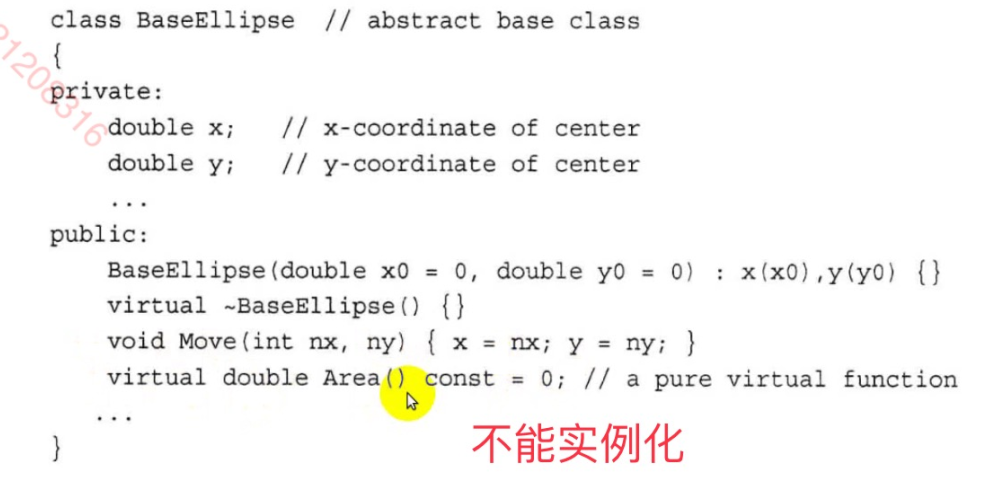 class BaseEllipse // abstract base class
{
private:
double x; // x-coordinate of center
double y; // y-coordinate of center
...
public:
BaseEllipse(double x0 = 0, double y0 = 0) : x(x0),y(y0) {}
virtual ~BaseEllipse() {}
void Move(int nx, ny) { x = nx; y = ny; }
virtual double Area() const = 0; // a pure virtual function
...
}
不能实例化
21208316